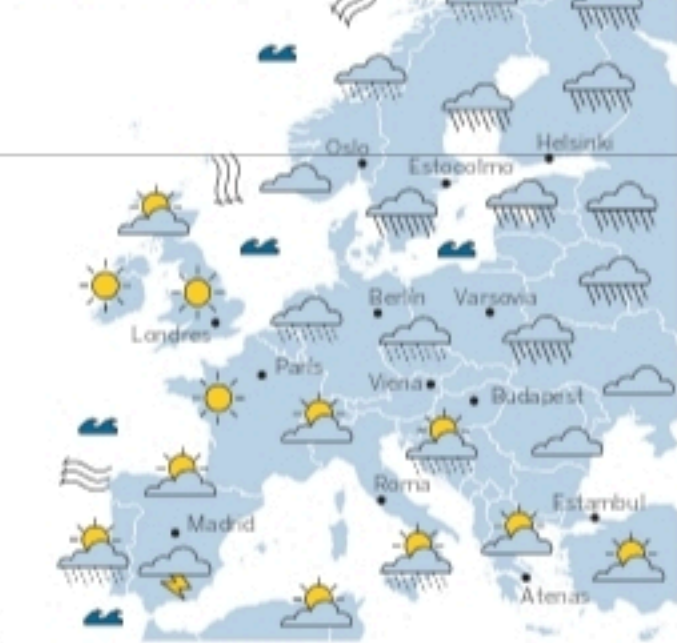 Oslo
Helsinki
Estocolmo
Berlín
Varsovia
Londres
París
Viena
Budapest
Roma
Estambul
Madrid
Atenas